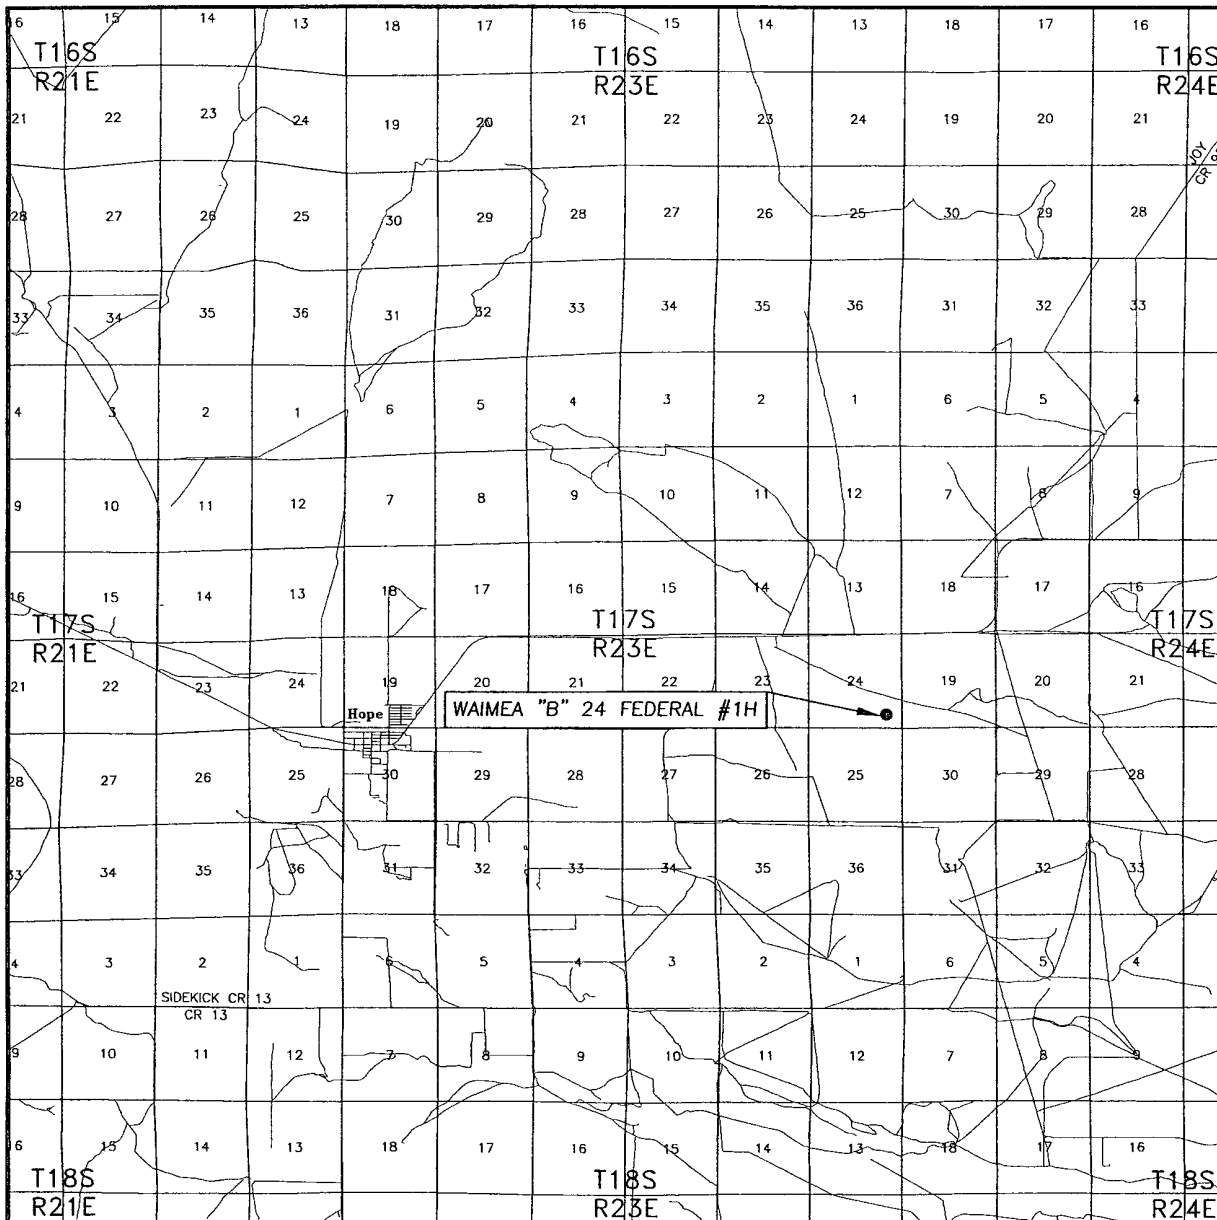 16 15 14 13 18 17 16 15 14 13 18 17 16
T16S T16S T16S
R21E R23E R24E
21 22 23 24 19 20 21 22 23 24 19 20 21
JOY
CR
28 27 26 25 30 29 28 27 26 25 30 29 28
33 34 35 36 31 32 33 34 35 36 31 32 33
4 3 2 1 6 5 4 3 2 1 6 5 4
9 10 11 12 7 8 9 10 11 12 7 8 9
16 15 14 13 18 17 16 15 14 13 18 17 16
T17S T17S T17S
R21E R23E R24E
21 22 23 24 19 20 21 22 23 24 19 20 21
Hope
WAIMEA "B" 24 FEDERAL #1H
28 27 26 25 30 29 28 27 26 25 30 29 28
33 34 35 36 31 32 33 34 35 36 31 32 33
4 3 2 1 6 5 4 3 2 1 6 5 4
SIDEKICK CR 13
CR 13
9 10 11 12 7 8 9 10 11 12 7 8 9
16 15 14 13 18 17 16 15 14 13 18 17 16
T18S T18S T18S
R21E R23E R24E